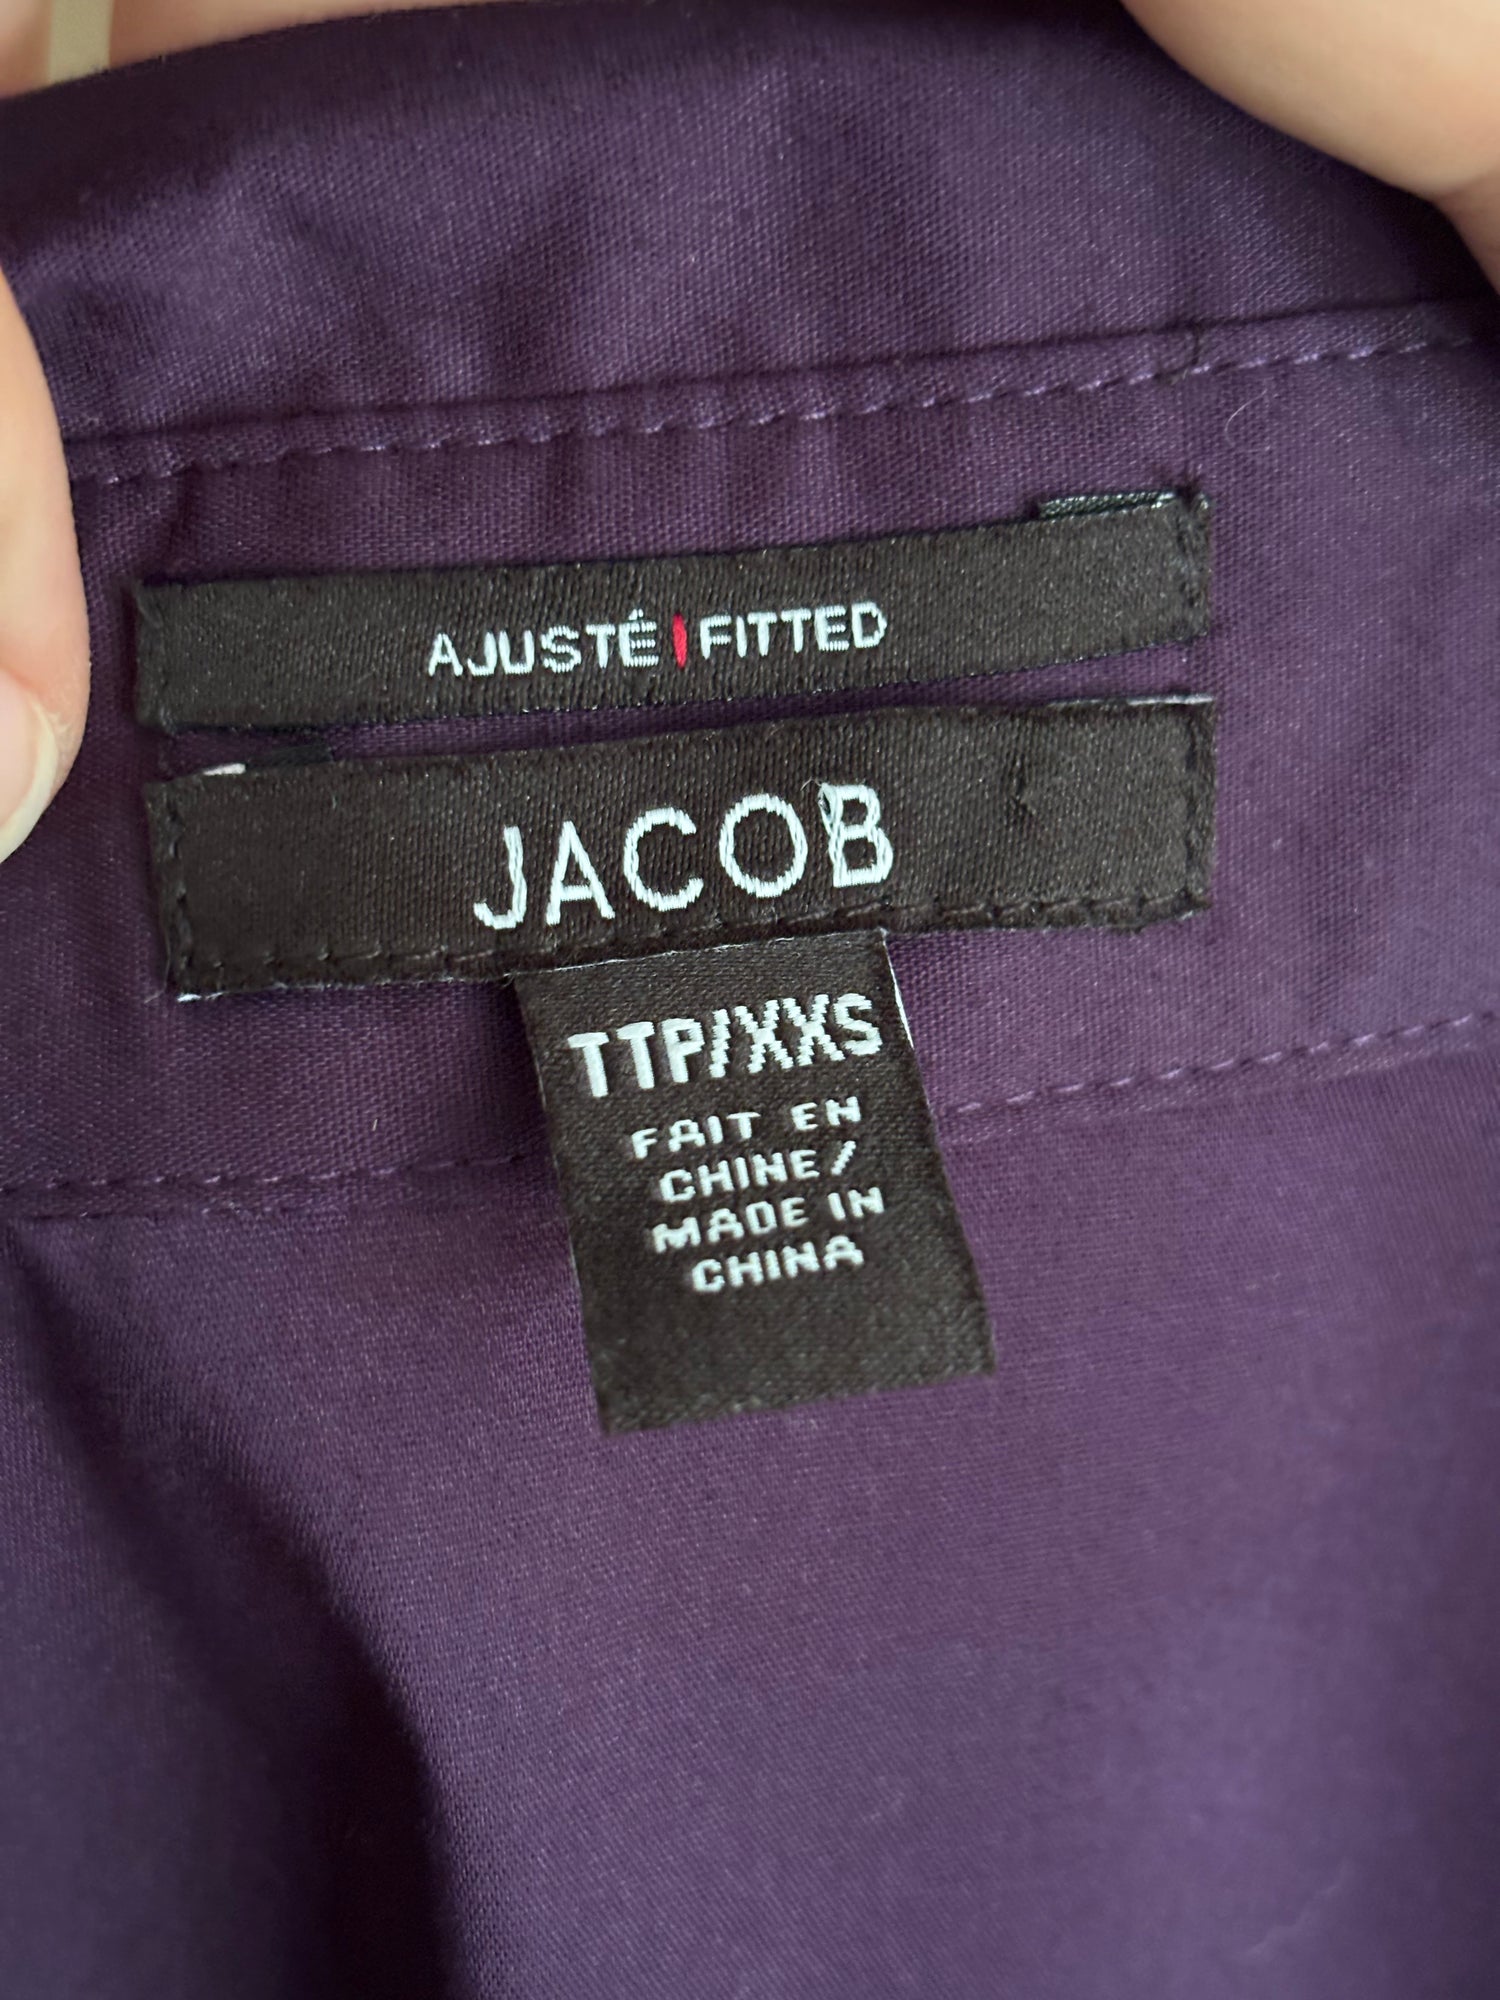 AJUSTÉ | FITTED
JACOB
TTP/XXS
FAIT EN
CHINE/
MADE IN
CHINA